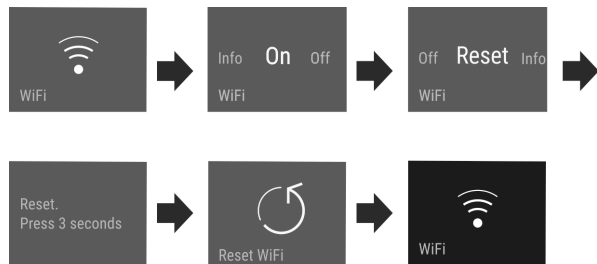 WiFi
Info On Off
WiFi
Off Reset Info
WiFi
Reset.
Press 3 seconds
Reset WiFi
WiFi